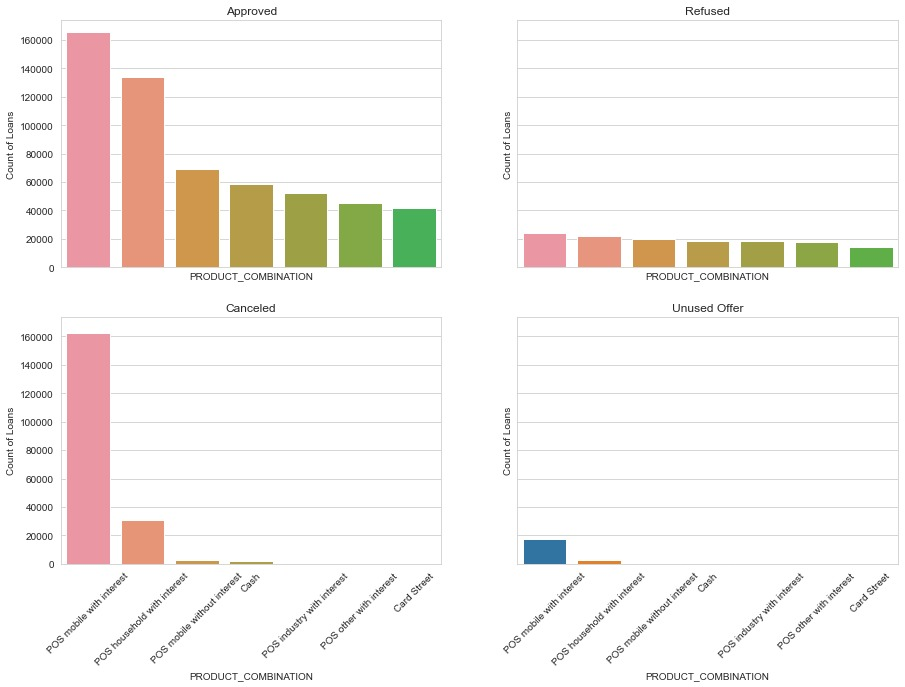 Approved
160000
140000
120000
100000
80000
60000
40000
20000
0
Count of Loans
PRODUCT_COMBINATION
Refused
Count of Loans
PRODUCT_COMBINATION
Canceled
160000
140000
120000
100000
80000
60000
40000
20000
0
Count of Loans
POS mobile with interest
POS household with interest
POS mobile without interest
Cash
POS industry with interest
POS other with interest
Card Street
PRODUCT_COMBINATION
Unused Offer
Count of Loans
POS mobile with interest
POS household with interest
POS mobile without interest
Cash
POS industry with interest
POS other with interest
Card Street
PRODUCT_COMBINATION